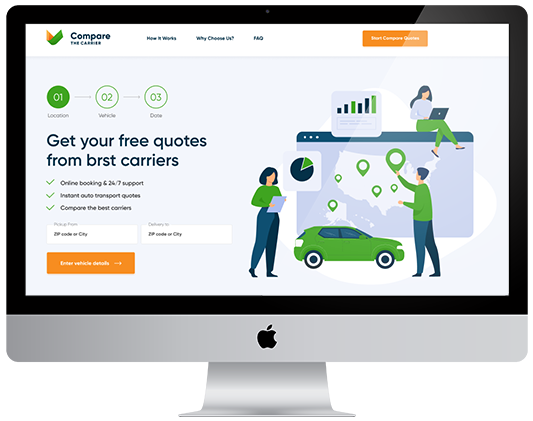 Compare
THE CARRIER
How It Works
Why Choose Us?
FAQ
Start Compare Quotes
01
02
03
Location
Vehicle
Date
Get your free quotes
from brst carriers
Online booking & 24/7 support
Instant auto transport quotes
Compare the best carriers
Pickup From
ZIP code or City
Delivery to
ZIP code or City
Enter vehicle details